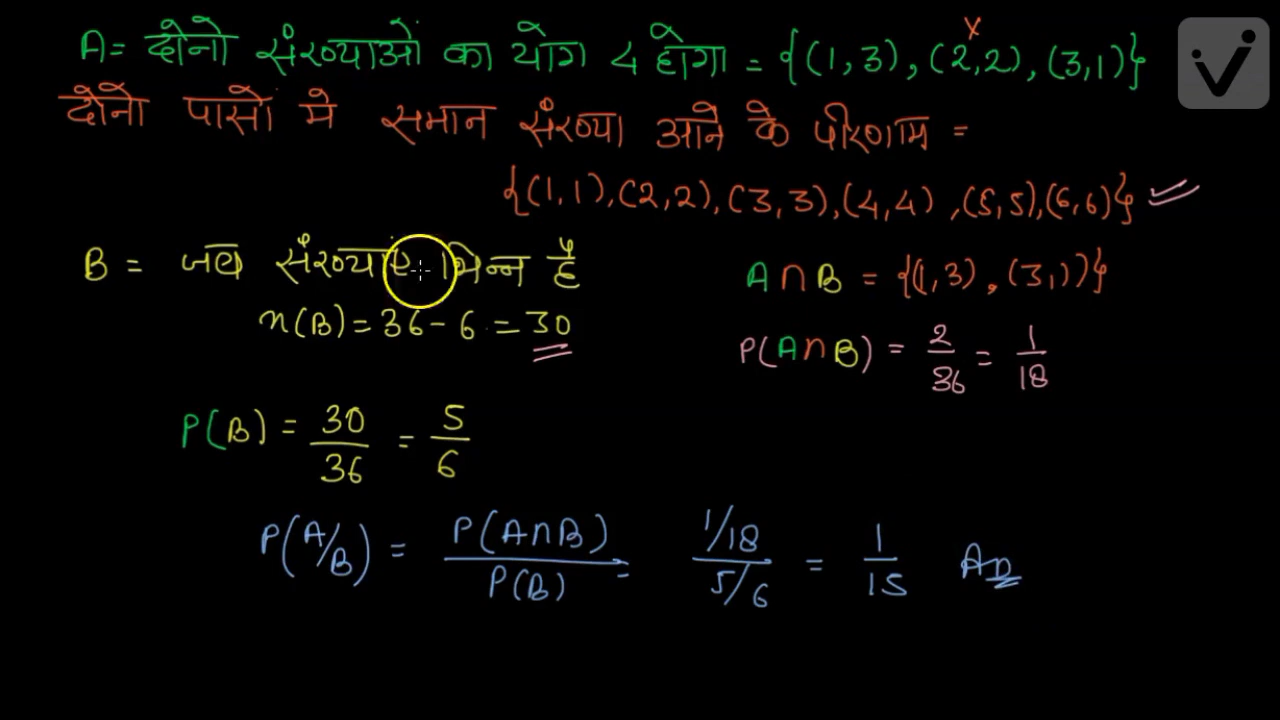 A = दोनो संख्याओं का योग 4 होगा = {(1,3), (2,2), (3,1)}
x
दोनो पासों मे समान संख्या आने के परिणाम =
{(1,1), (2,2), (3,3), (4,4), (5,5), (6,6)}
B = जब संख्याए भिन्न है
n(B) = 36 - 6 = 30
A∩B = {(1,3), (3,1)}
P(A∩B) = 2/36 = 1/18
P(B) = 30/36 = 5/6
P(A/B) = P(A∩B)/P(B) = (1/18)/(5/6) = 1/15 An